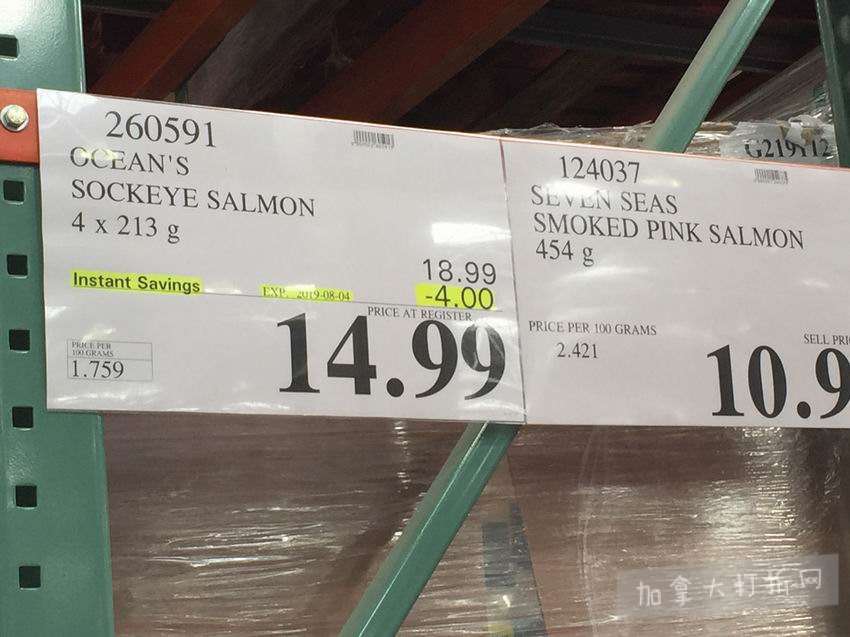 260591
OCEAN'S
SOCKEYE SALMON
4 x 213 g
18.99
Instant Savings
EXP. 2019-08-04
-4.00
PRICE AT REGISTER
14.99
PRICE PER
100 GRAMS
1.759
124037
SEVEN SEAS
SMOKED PINK SALMON
454 g
PRICE PER 100 GRAMS
2.421
SELL PRI
10.9
加拿大打折网